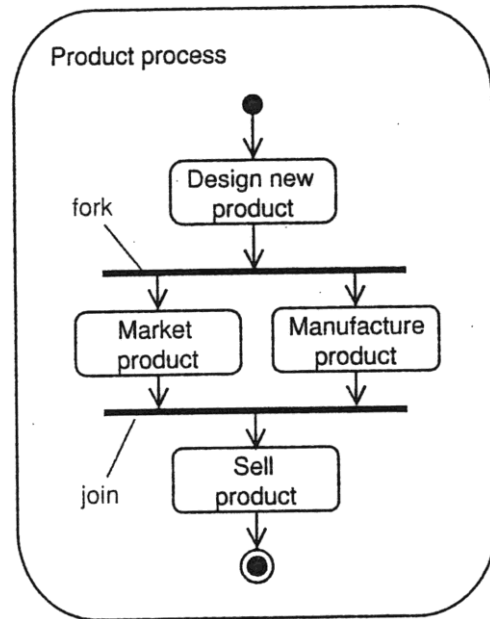 Product process
Design new
product
fork
Market
product
Manufacture
product
Sell
product
join